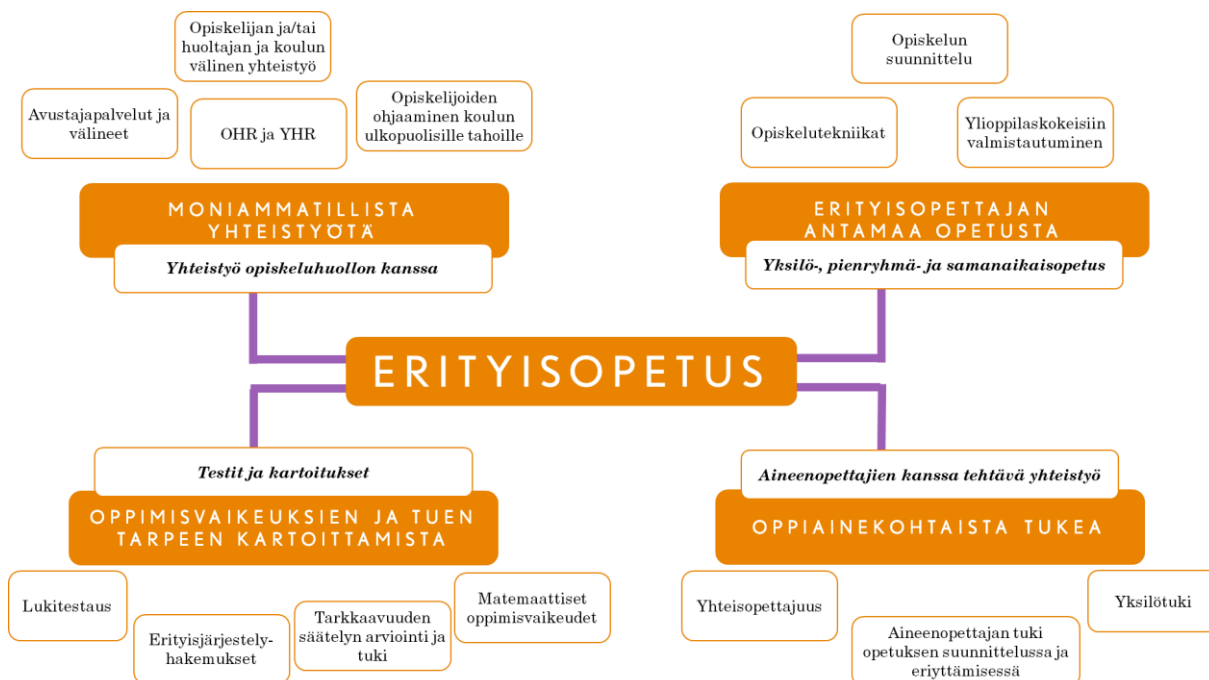 Opiskelijan ja/tai
huoltajan ja koulun
välinen yhteistyö
Avustajapalvelut ja
välineet
OHR ja YHR
Opiskelijoiden
ohjaaminen koulun
ulkopuolisille tahoille
MONIAMMATILLISTA
YHTEISTYÖTÄ
Yhteistyö opiskeluhuollon kanssa
Opiskelun
suunnittelu
Opiskelutekniikat
Ylioppilaskokeisiin
valmistautuminen
ERITYISOPETTAJAN
ANTAMAA OPETUSTA
Yksilö-, pienryhmä- ja samanaikaisopetus
ERITYISOPETUS
Testit ja kartoitukset
OPPIMISVAIKEUKSIEN JA TUEN
TARPEEN KARTOITTAMISTA
Lukitestaus
Erityisjärjestely-
hakemukset
Tarkkaavuuden
säätelyn arviointi ja
tuki
Matemaattiset
oppimisvaikeudet
Aineenopettajien kanssa tehtävä yhteistyö
OPPIAINEKOHTAISTA TUKEA
Yhteisopettajuus
Aineenopettajan tuki
opetuksen suunnittelussa ja
eriyttämisessä
Yksilötuki